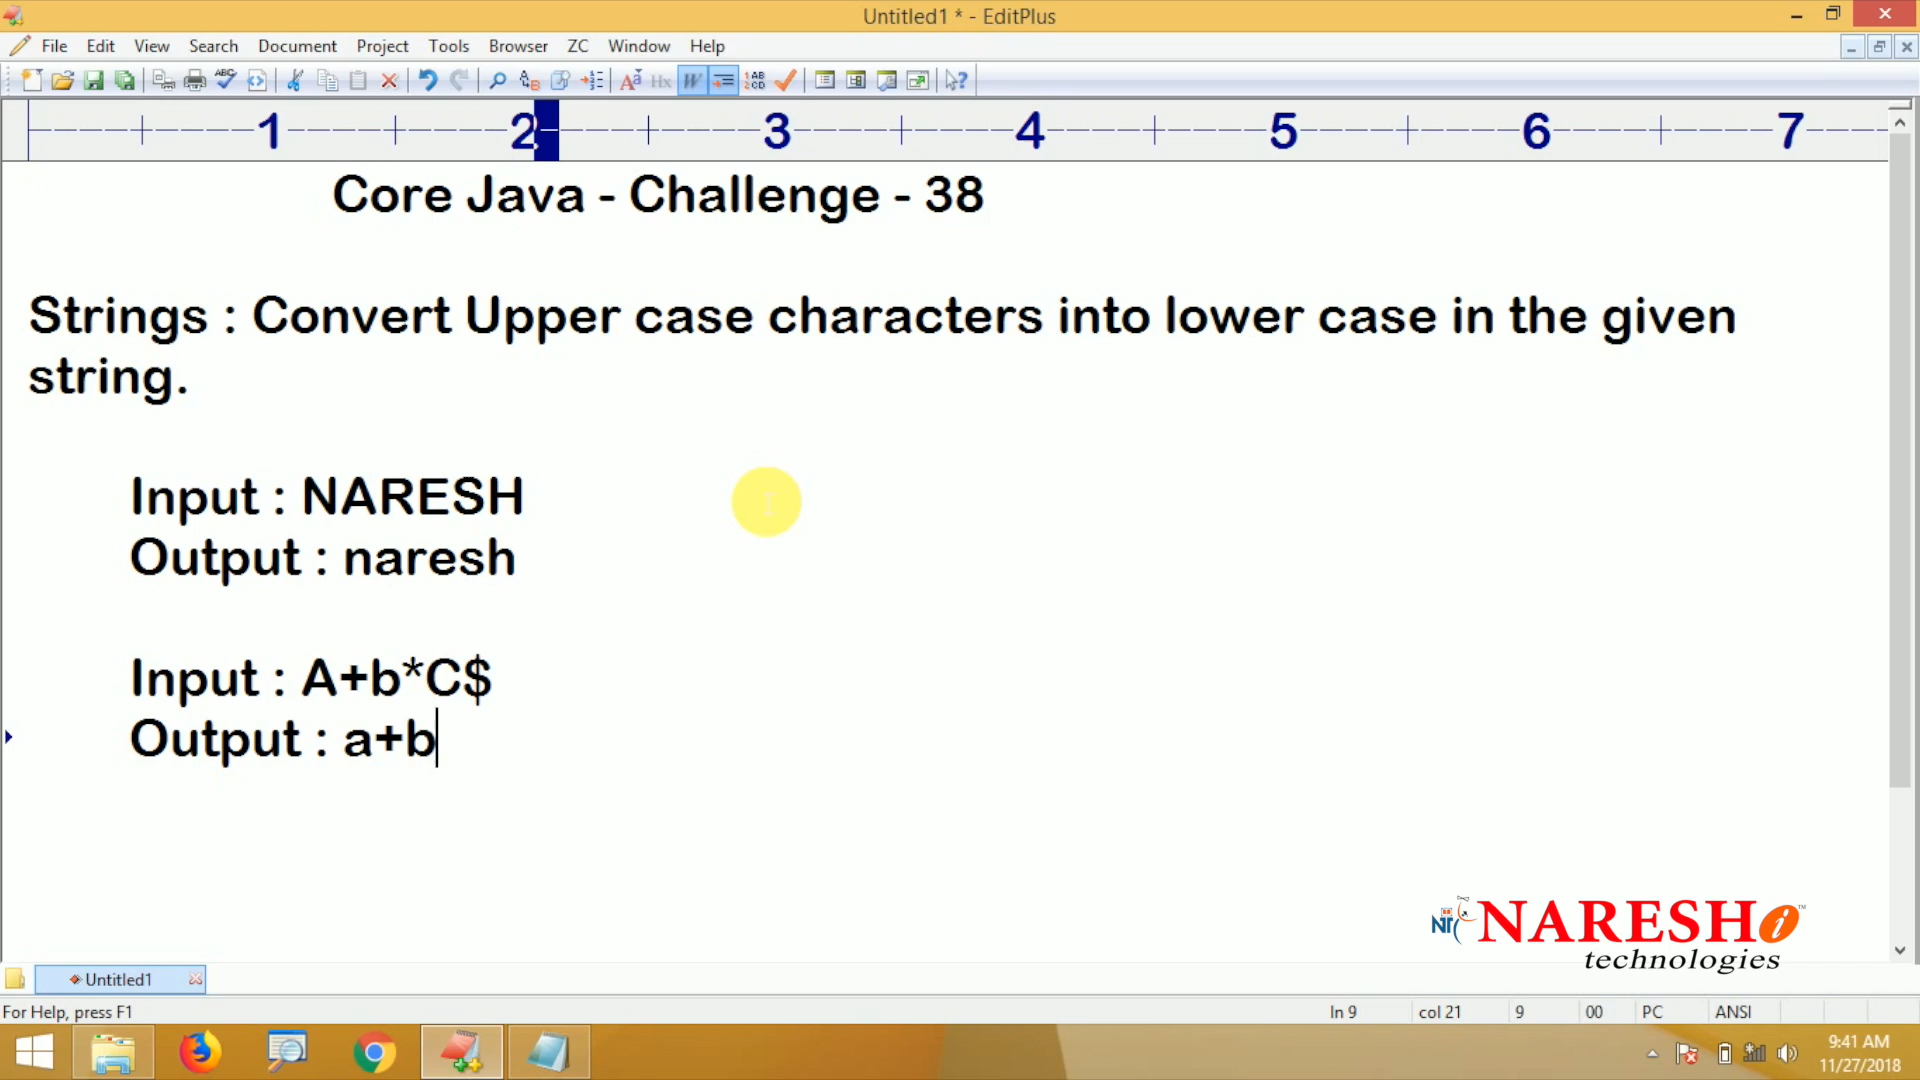 Untitled1 * - EditPlus
File Edit View Search Document Project Tools Browser ZC Window Help
1 2 3 4 5 6 7
Core Java - Challenge - 38
Strings : Convert Upper case characters into lower case in the given
string.
Input : NARESH
Output : naresh
Input : A+b*C$
Output : a+b
NARESH i ™
technologies
Untitled1
For Help, press F1 ln 9 col 21 9 00 PC ANSI
9:41 AM
11/27/2018